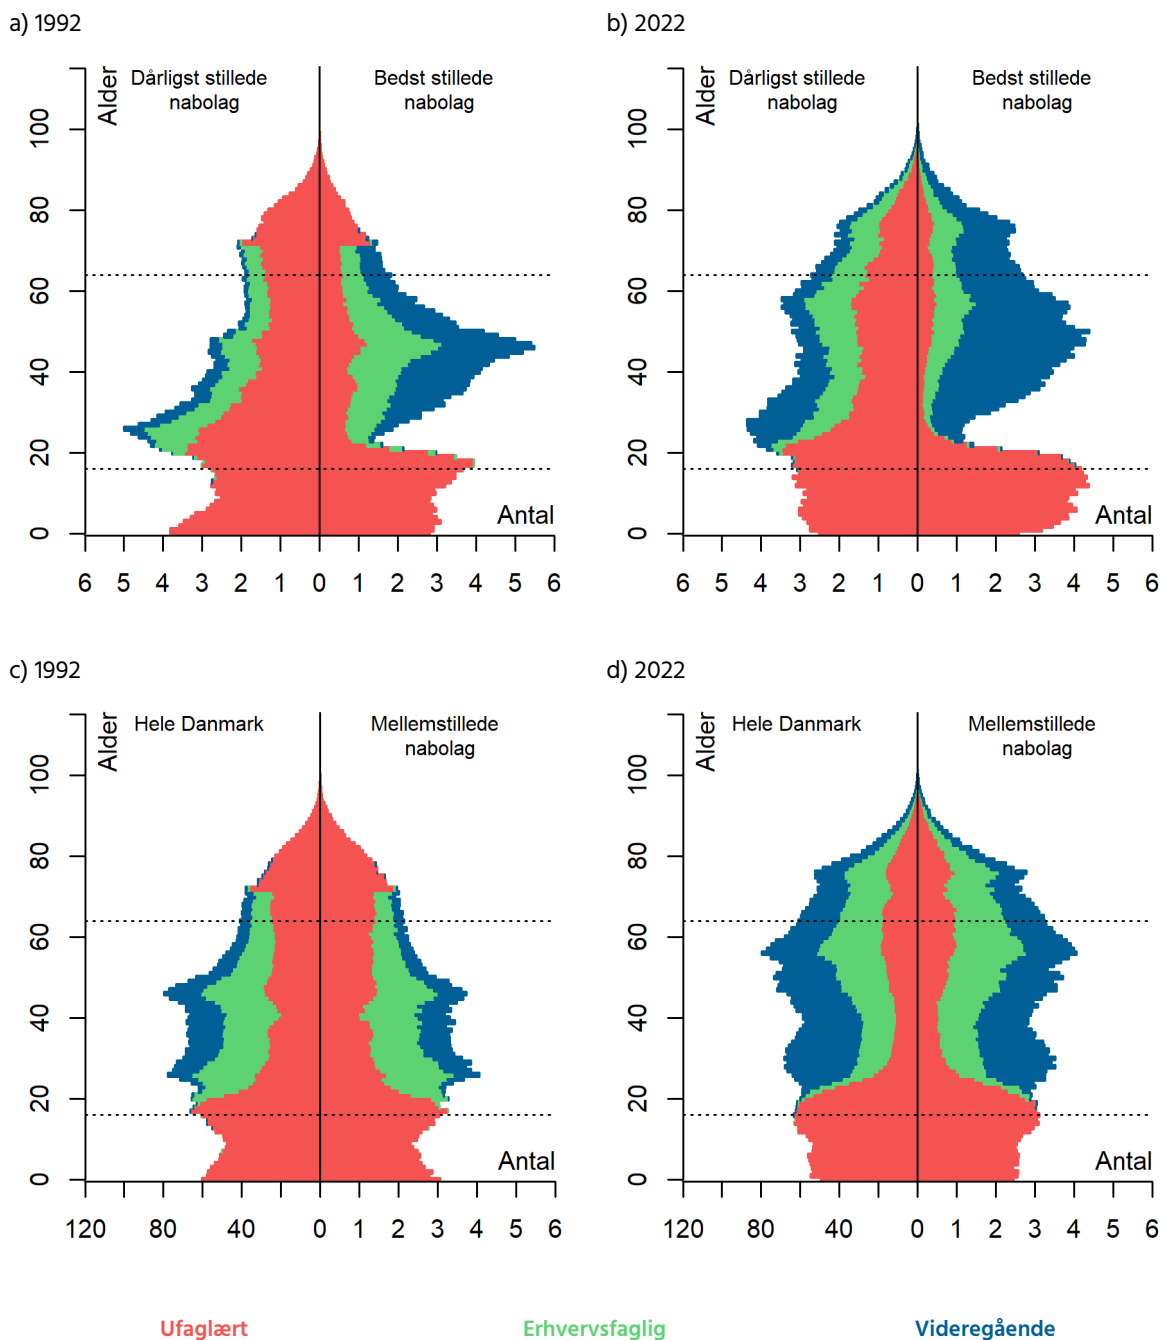 a) 1992
b) 2022
Alder
Dårligst stillede
nabolag
Bedst stillede
nabolag
0 20 40 60 80 100
Antal
6 5 4 3 2 1 0 1 2 3 4 5 6
Alder
Dårligst stillede
nabolag
Bedst stillede
nabolag
0 20 40 60 80 100
Antal
6 5 4 3 2 1 0 1 2 3 4 5 6
c) 1992
d) 2022
Alder
Hele Danmark
Mellemstillede
nabolag
0 20 40 60 80 100
Antal
120 80 40 0 1 2 3 4 5 6
Alder
Hele Danmark
Mellemstillede
nabolag
0 20 40 60 80 100
Antal
120 80 40 0 1 2 3 4 5 6
Ufaglært
Erhvervsfaglig
Videregående